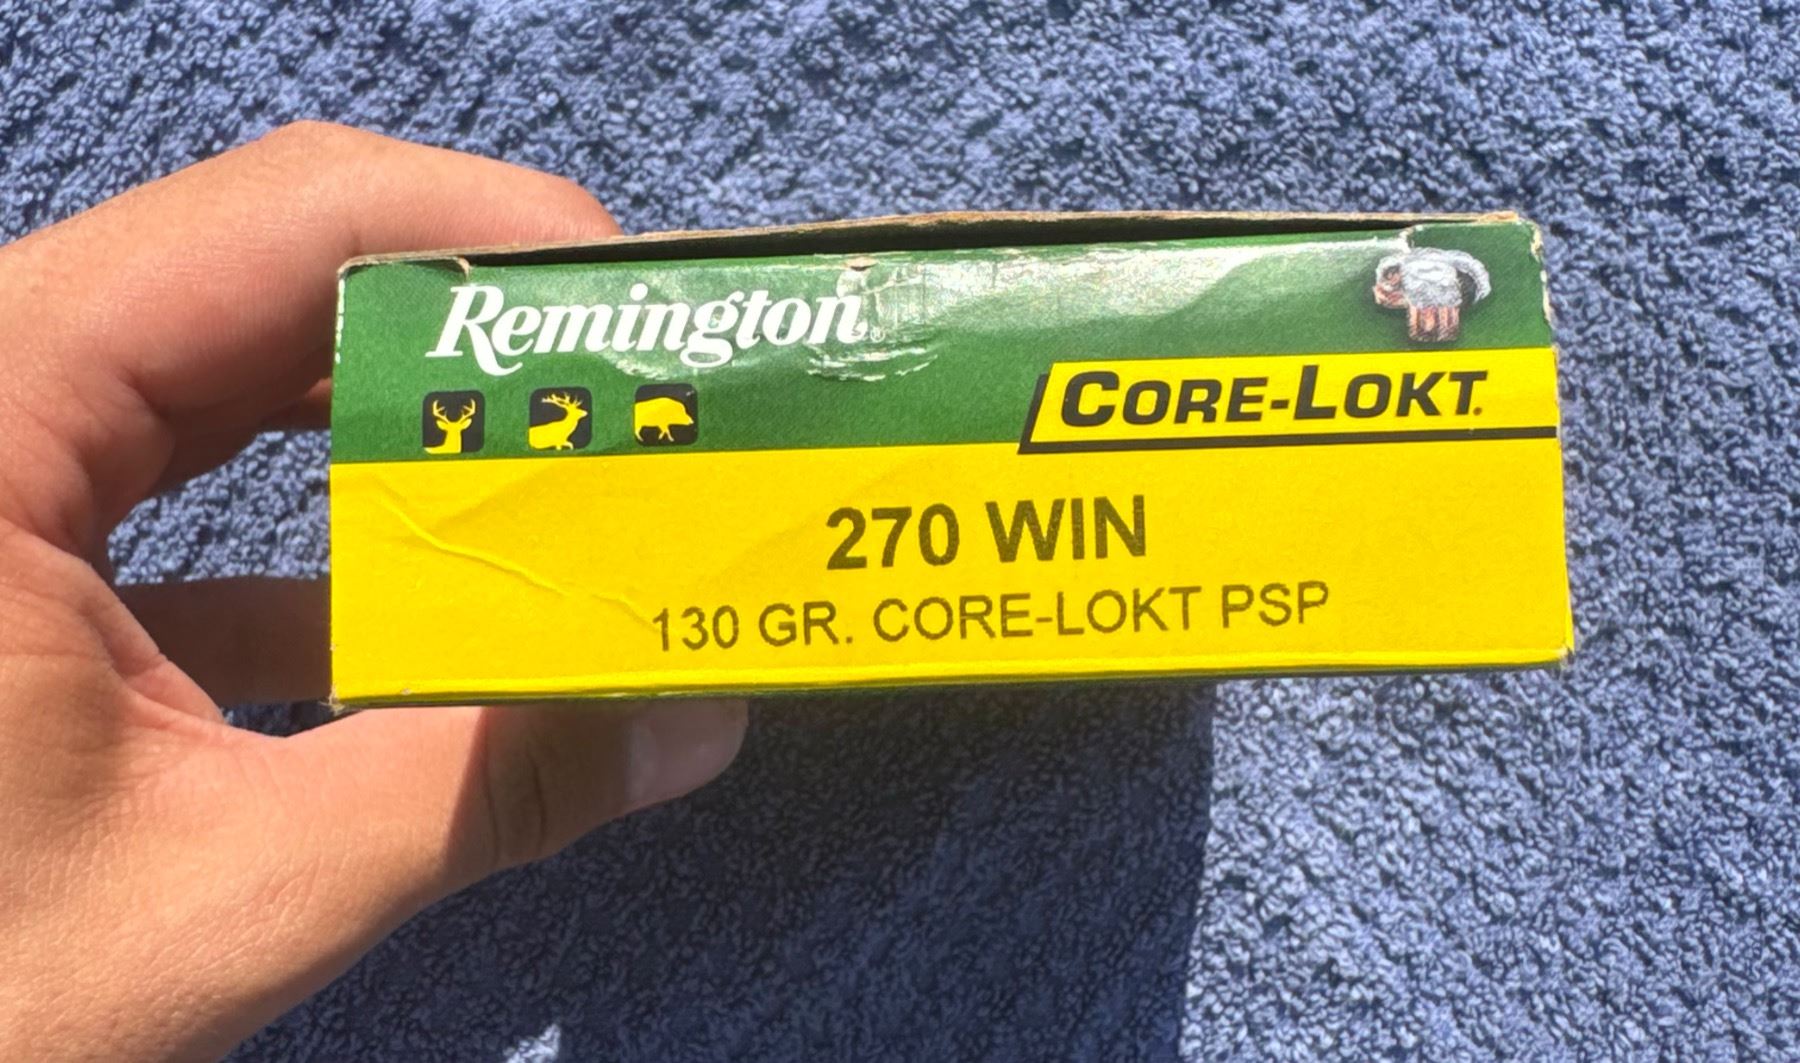 Remington
CORE-LOKT.
270 WIN
130 GR. CORE-LOKT PSP